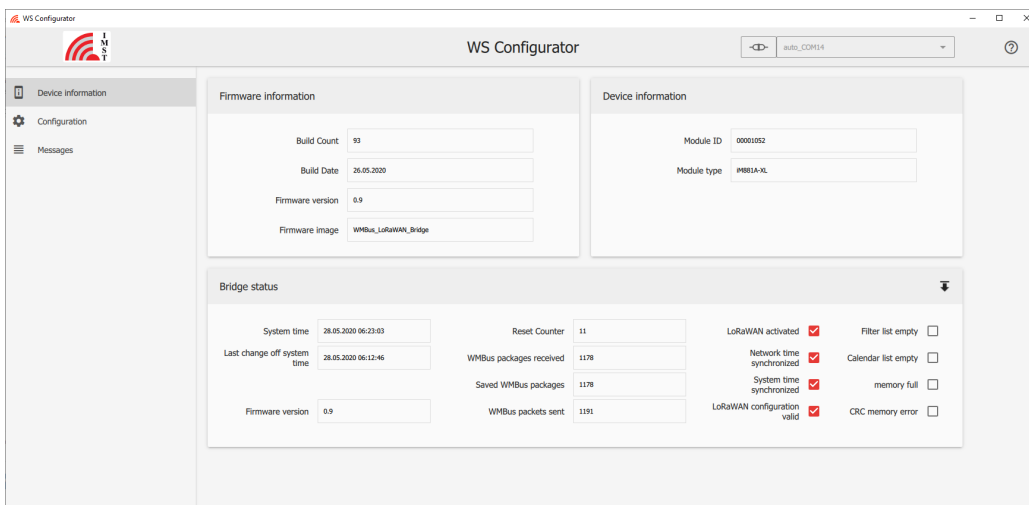 WS Configurator
IMST
WS Configurator
auto_COM14
Device information
Configuration
Messages
Firmware information
Build Count 93
Build Date 26.05.2020
Firmware version 0.9
Firmware image WMBus_LoRaWAN_Bridge
Device information
Module ID 00001052
Module type iM881A-XL
Bridge status
System time 28.05.2020 06:23:03
Last change off system
time 28.05.2020 06:12:46
Firmware version 0.9
Reset Counter 11
WMBus packages received 1178
Saved WMBus packages 1178
WMBus packets sent 1191
LoRaWAN activated
Network time
synchronized
System time
synchronized
LoRaWAN configuration
valid
Filter list empty
Calendar list empty
memory full
CRC memory error